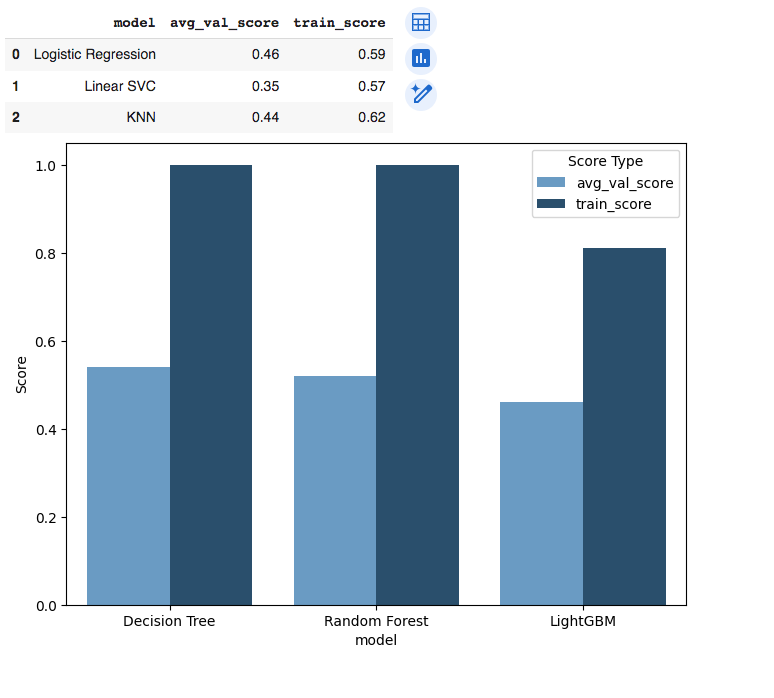 model avg_val_score train_score
0 Logistic Regression 0.46 0.59
1 Linear SVC 0.35 0.57
2 KNN 0.44 0.62
Score Type
avg_val_score
train_score
1.0
0.8
0.6
0.4
0.2
0.0
Score
Decision Tree Random Forest LightGBM
model